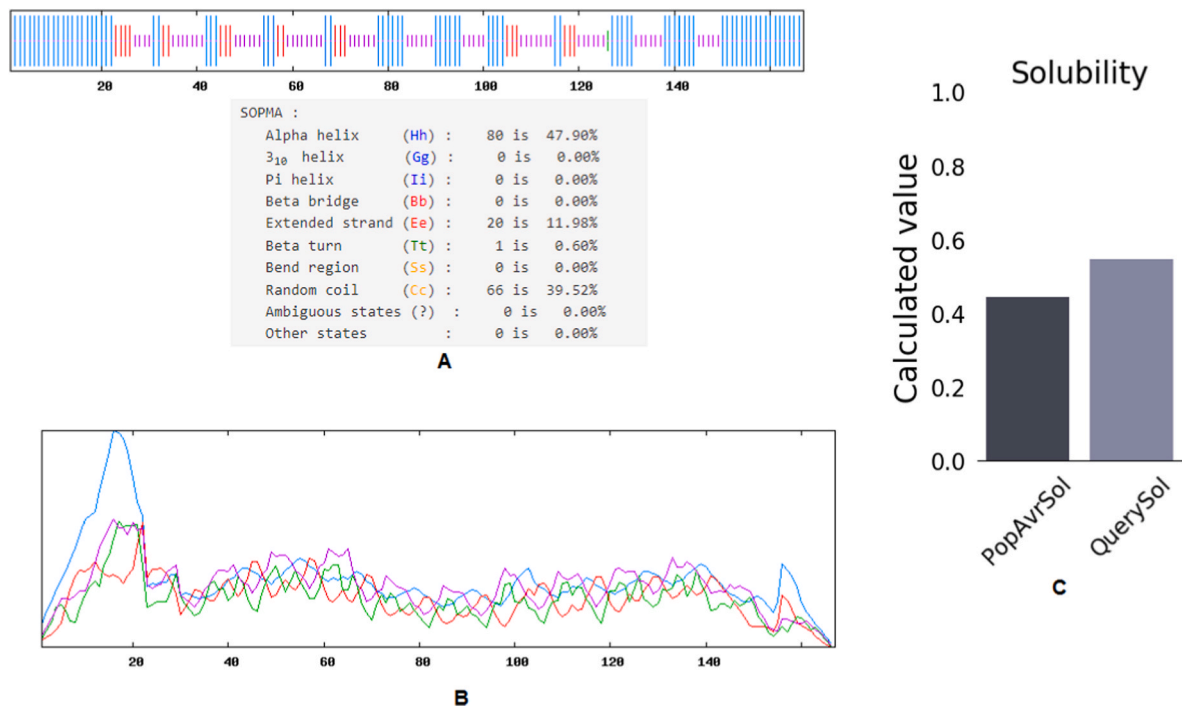 20 40 60 80 100 120 140
SOPMA :
Alpha helix (Hh) : 80 is 47.90%
3₁₀ helix (Gg) : 0 is 0.00%
Pi helix (Ii) : 0 is 0.00%
Beta bridge (Bb) : 0 is 0.00%
Extended strand (Ee) : 20 is 11.98%
Beta turn (Tt) : 1 is 0.60%
Bend region (Ss) : 0 is 0.00%
Random coil (Cc) : 66 is 39.52%
Ambiguous states (?) : 0 is 0.00%
Other states : 0 is 0.00%
A
20 40 60 80 100 120 140
B
Solubility
Calculated value
1.0
0.8
0.6
0.4
0.2
0.0
PopAvrSol
QuerySol
C